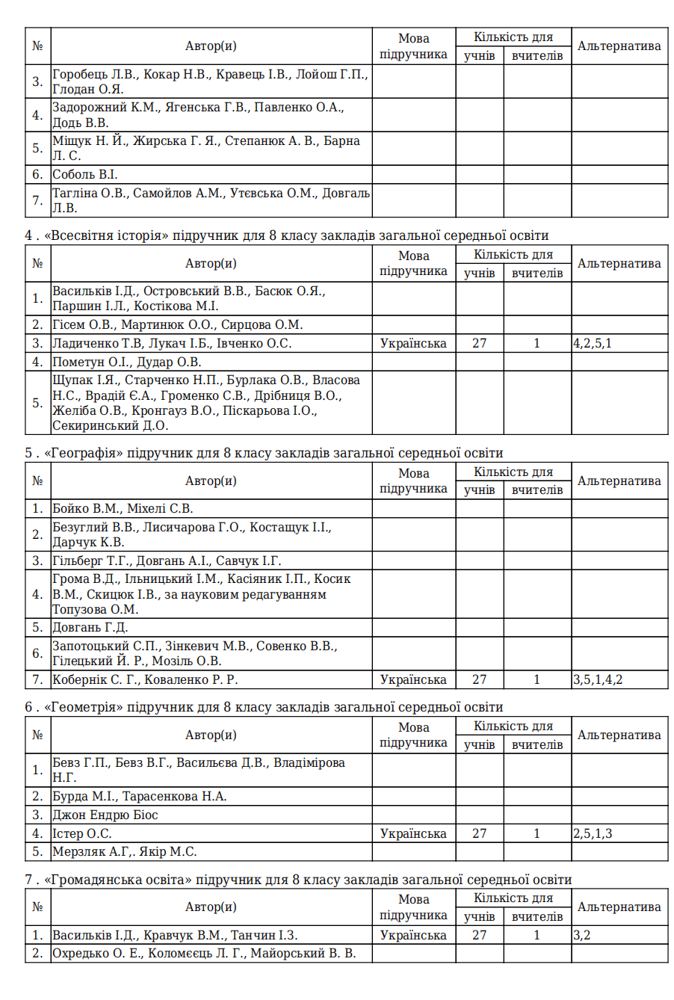 № Автор(и) Мова підручника Кількість для Альтернатива
учнів вчителів
3. Горобець Л.В., Кокар Н.В., Кравець І.В., Лойош Г.П.,
Глодан О.Я.
4. Задорожний К.М., Ягенська Г.В., Павленко О.А.,
Додь В.В.
5. Міщук Н. Й., Жирська Г. Я., Степанюк А. В., Барна
Л. С.
6. Соболь В.І.
7. Тагліна О.В., Самойлов А.М., Утєвська О.М., Довгаль
Л.В.
4 . «Всесвітня історія» підручник для 8 класу закладів загальної середньої освіти
№ Автор(и) Мова підручника Кількість для Альтернатива
учнів вчителів
1. Васильків І.Д., Островський В.В., Басюк О.Я.,
Паршин І.Л., Костікова М.І.
2. Гісем О.В., Мартинюк О.О., Сирцова О.М.
3. Ладиченко Т.В, Лукач І.Б., Івченко О.С. Українська 27 1 4,2,5,1
4. Пометун О.І., Дудар О.В.
5. Щупак І.Я., Старченко Н.П., Бурлака О.В., Власова
Н.С., Врадій Є.А., Громенко С.В., Дрібниця В.О.,
Желіба О.В., Кронгауз В.О., Піскарьова І.О.,
Секиринський Д.О.
5 . «Географія» підручник для 8 класу закладів загальної середньої освіти
№ Автор(и) Мова підручника Кількість для Альтернатива
учнів вчителів
1. Бойко В.М., Міхелі С.В.
2. Безуглий В.В., Лисичарова Г.О., Костащук І.І.,
Дарчук К.В.
3. Гільберг Т.Г., Довгань А.І., Савчук І.Г.
4. Грома В.Д., Ільницький І.М., Касіяник І.П., Косик
В.М., Скицюк І.В., за науковим редагуванням
Топузова О.М.
5. Довгань Г.Д.
6. Запотоцький С.П., Зінкевич М.В., Совенко В.В.,
Гілецький Й. Р., Мозіль О.В.
7. Кобернік С. Г., Коваленко Р. Р. Українська 27 1 3,5,1,4,2
6 . «Геометрія» підручник для 8 класу закладів загальної середньої освіти
№ Автор(и) Мова підручника Кількість для Альтернатива
учнів вчителів
1. Бевз Г.П., Бевз В.Г., Васильєва Д.В., Владімірова
Н.Г.
2. Бурда М.І., Тарасенкова Н.А.
3. Джон Ендрю Біос
4. Істер О.С. Українська 27 1 2,5,1,3
5. Мерзляк А.Г,. Якір М.С.
7 . «Громадянська освіта» підручник для 8 класу закладів загальної середньої освіти
№ Автор(и) Мова підручника Кількість для Альтернатива
учнів вчителів
1. Васильків І.Д., Кравчук В.М., Танчин І.З. Українська 27 1 3,2
2. Охредько О. Е., Коломєєць Л. Г., Майорський В. В.